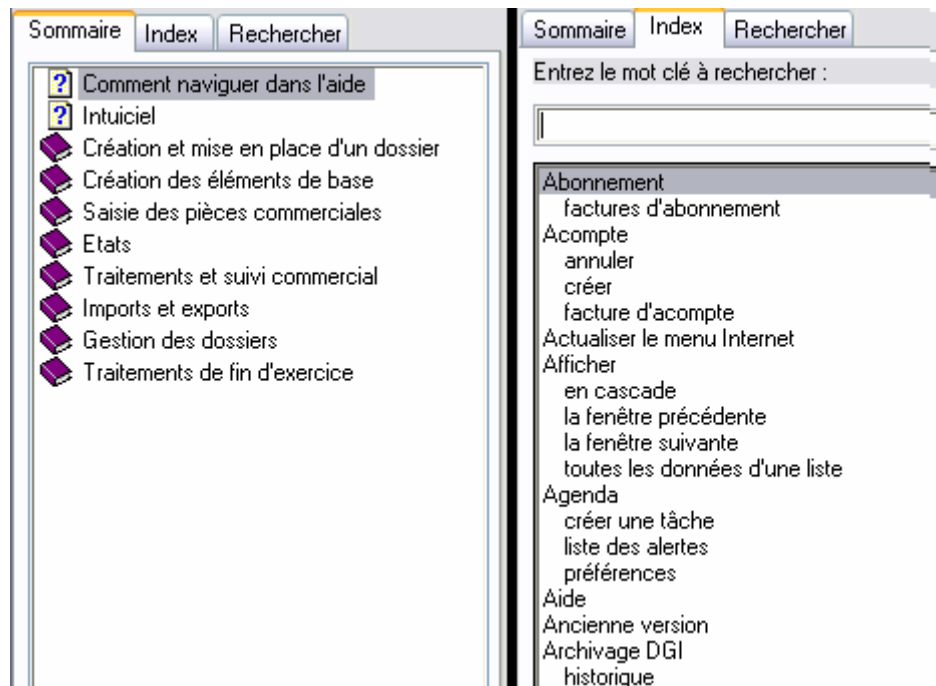 Sommaire Index Rechercher
Comment naviguer dans l'aide
Intuiciel
Création et mise en place d'un dossier
Création des éléments de base
Saisie des pièces commerciales
Etats
Traitements et suivi commercial
Imports et exports
Gestion des dossiers
Traitements de fin d'exercice
Sommaire Index Rechercher
Entrez le mot clé à rechercher :
Abonnement
factures d'abonnement
Acompte
annuler
créer
facture d'acompte
Actualiser le menu Internet
Afficher
en cascade
la fenêtre précédente
la fenêtre suivante
toutes les données d'une liste
Agenda
créer une tâche
liste des alertes
préférences
Aide
Ancienne version
Archivage DGI
historique